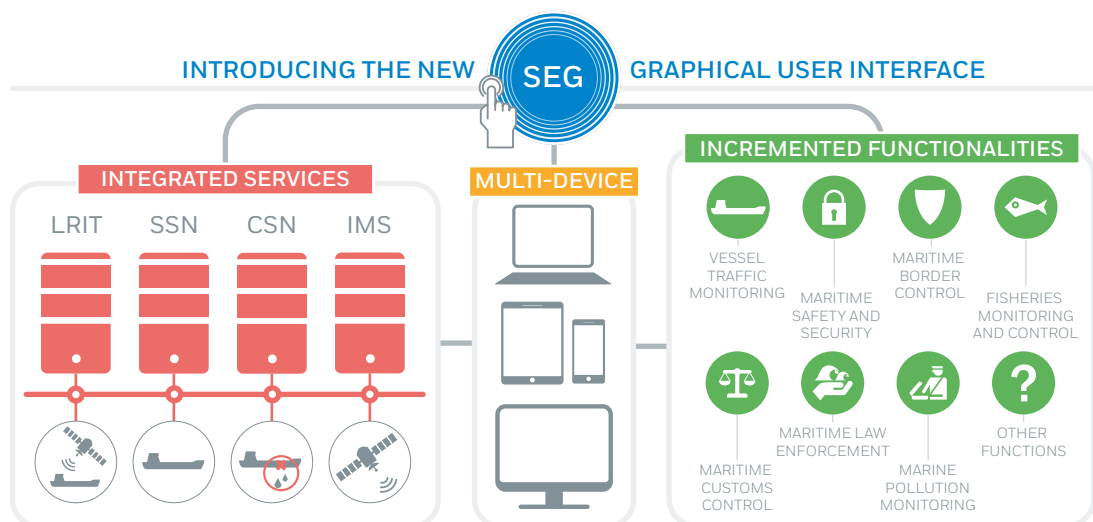 INTRODUCING THE NEW
SEG
GRAPHICAL USER INTERFACE
INTEGRATED SERVICES
LRIT
SSN
CSN
IMS
MULTI-DEVICE
INCREMENTED FUNCTIONALITIES
VESSEL
TRAFFIC
MONITORING
MARITIME
SAFETY AND
SECURITY
MARITIME
BORDER
CONTROL
FISHERIES
MONITORING
AND CONTROL
MARITIME
CUSTOMS
CONTROL
MARITIME LAW
ENFORCEMENT
MARINE
POLLUTION
MONITORING
?
OTHER
FUNCTIONS